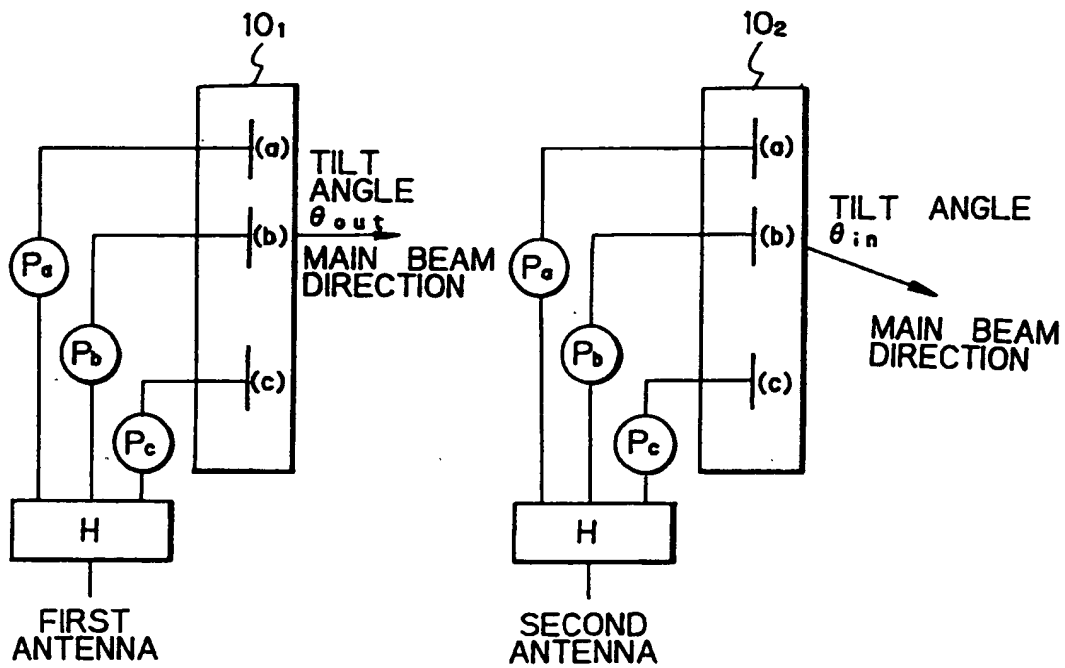 10₁
(a)
TILT
ANGLE
θout
(b)
MAIN BEAM
DIRECTION
Pa
Pb
(c)
Pc
H
FIRST
ANTENNA
10₂
(a)
TILT ANGLE
θin
(b)
Pa
MAIN BEAM
DIRECTION
Pb
(c)
Pc
H
SECOND
ANTENNA